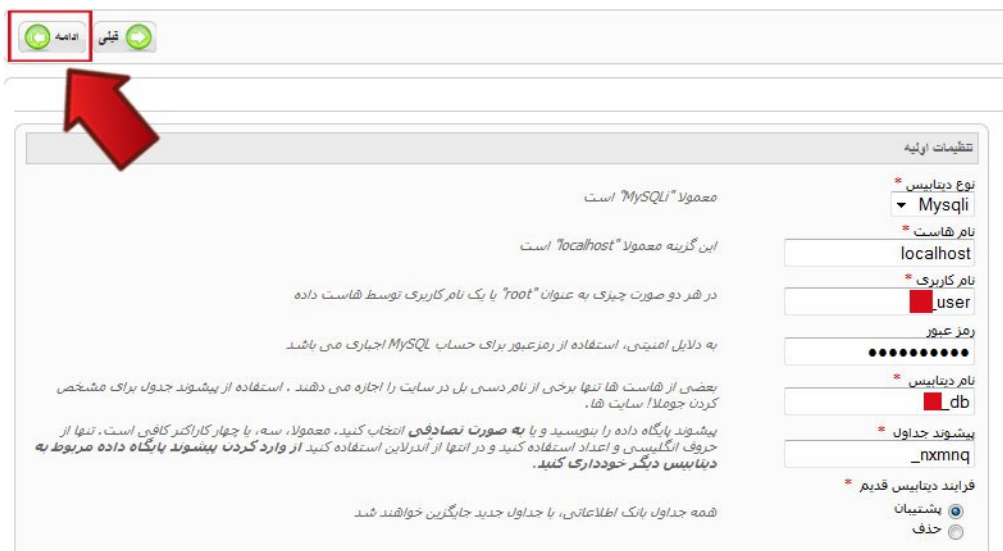 قبلی ادامه
تنظیمات اولیه
نوع دیتابیس *
Mysqli
معمولا "MySQLi" است
نام هاست *
localhost
این گزینه معمولا "localhost" است
نام کاربری *
_user
در هر دو صورت چیزی به عنوان "root" یا یک نام کاربری توسط هاست داده
رمز عبور
●●●●●●●●●●
به دلایل امنیتی، استفاده از رمزعبور برای حساب MySQL اجباری می باشد
نام دیتابیس *
_db
بعضی از هاست ها تنها برخی از نام دسی بل در سایت را اجازه می دهند . استفاده از پیشوند جدول برای مشخص
کردن جوملا! سایت ها.
پیشوند جداول *
_nxmnq
پیشوند پایگاه داده را بنویسید و یا به صورت تصادفی انتخاب کنید. معمولا، سه، یا چهار کاراکتر کافی است. تنها از
حروف انگلیسی و اعداد استفاده کنید و در انتها از آندرلاین استفاده کنید از وارد کردن پیشوند پایگاه داده مربوط به
دیتابیس دیگر خودداری کنید.
فرایند دیتابیس قدیم *
پشتیبان
حذف
همه جداول بانک اطلاعاتی، با جداول جدید جایگزین خواهند شد